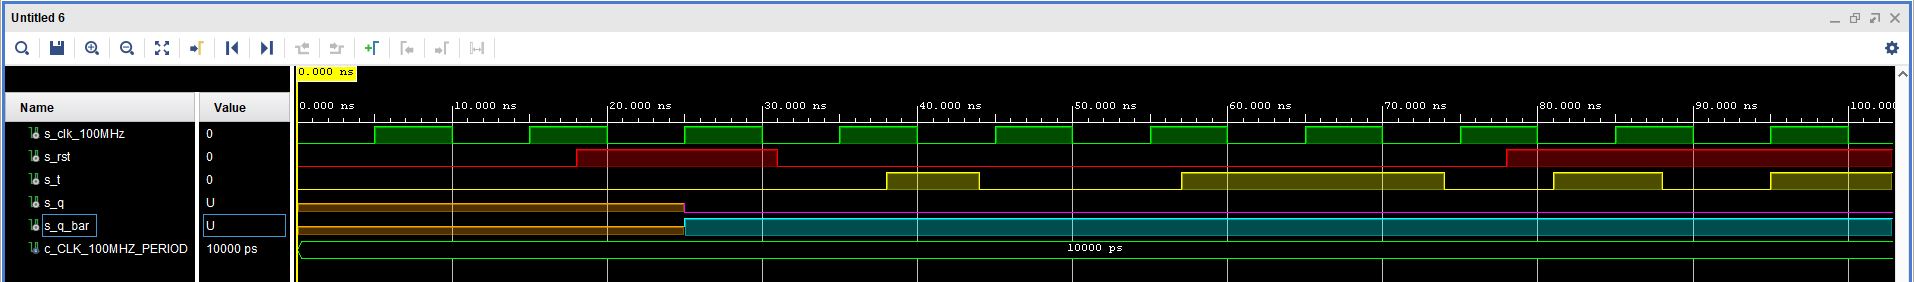 Untitled 6
0.000 ns
Name Value
0.000 ns 10.000 ns 20.000 ns 30.000 ns 40.000 ns 50.000 ns 60.000 ns 70.000 ns 80.000 ns 90.000 ns 100.000
s_clk_100MHz 0
s_rst 0
s_t 0
s_q U
s_q_bar U
c_CLK_100MHZ_PERIOD 10000 ps 10000 ps